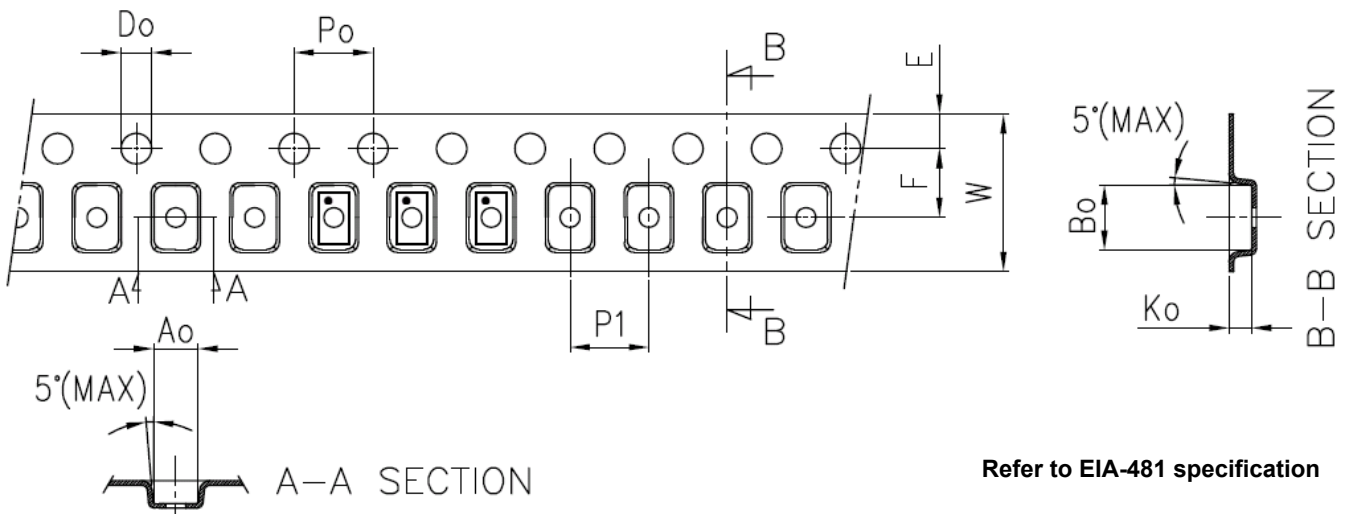 Do
Po
B
E
5°(MAX)
F
W
Bo
B-B SECTION
A
A
Ko
P1
B
Ao
5°(MAX)
A-A SECTION
Refer to EIA-481 specification